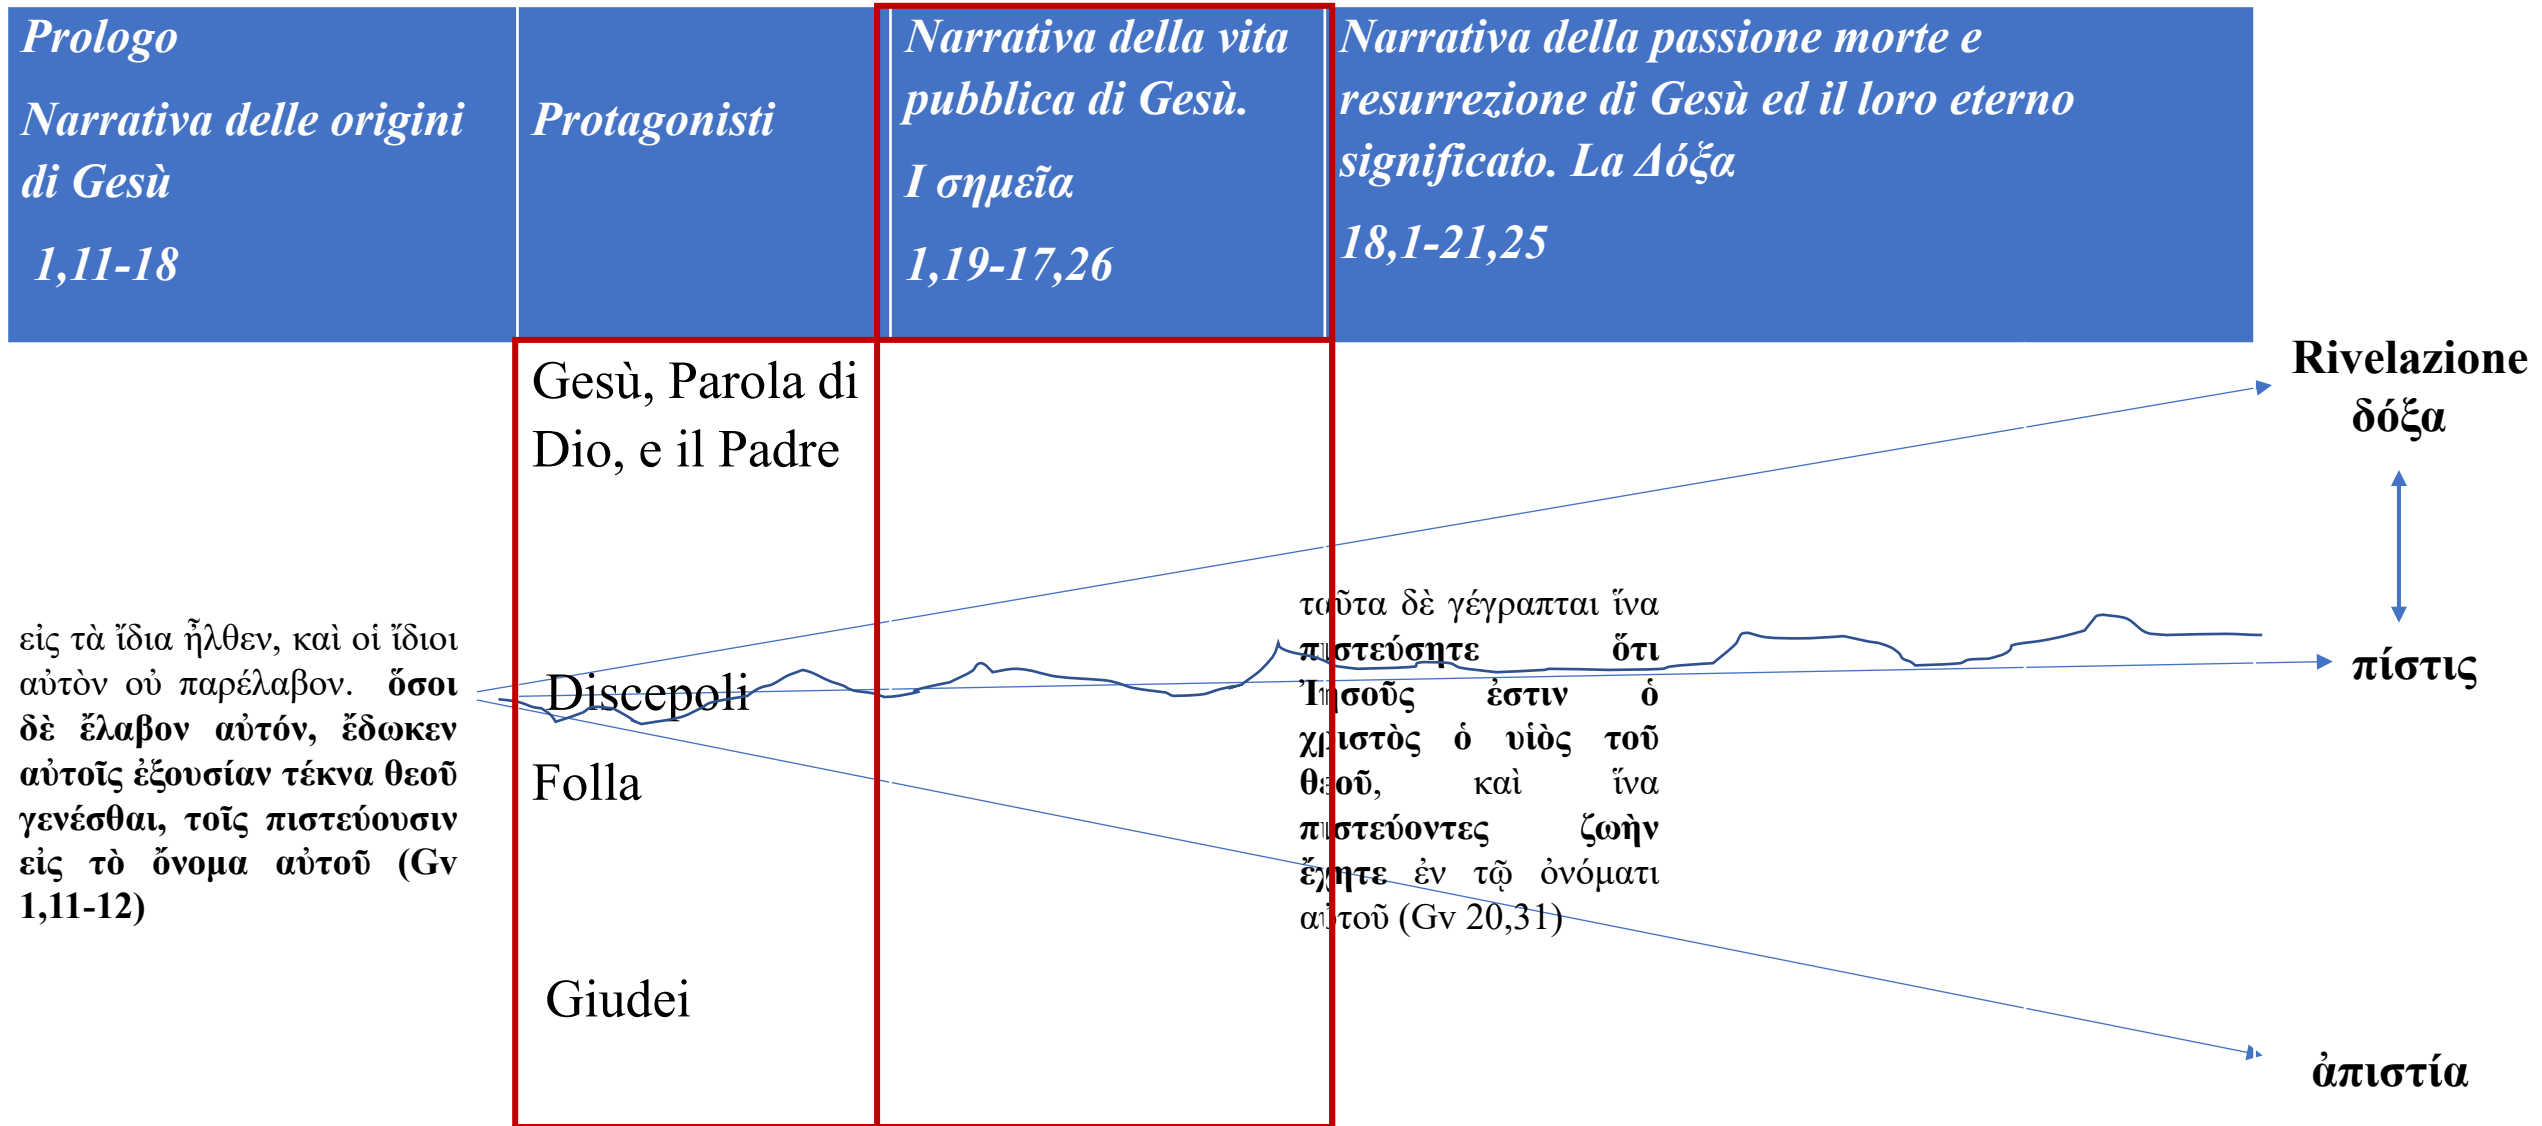 Prologo
Narrativa delle origini
di Gesù
1,11-18
Protagonisti
Narrativa della vita
pubblica di Gesù.
I σημεῖα
1,19-17,26
Narrativa della passione morte e
resurrezione di Gesù ed il loro eterno
significato. La Δόξα
18,1-21,25
Gesù, Parola di
Dio, e il Padre
Discepoli
Folla
Giudei
εἰς τὰ ἴδια ἦλθεν, καὶ οἱ ἴδιοι
αὐτὸν οὐ παρέλαβον. ὅσοι
δὲ ἔλαβον αὐτόν, ἔδωκεν
αὐτοῖς ἐξουσίαν τέκνα θεοῦ
γενέσθαι, τοῖς πιστεύουσιν
εἰς τὸ ὄνομα αὐτοῦ (Gv
1,11-12)
ταῦτα δὲ γέγραπται ἵνα
πιστεύσητε ὅτι
Ἰησοῦς ἐστιν ὁ
χριστὸς ὁ υἱὸς τοῦ
θεοῦ, καὶ ἵνα
πιστεύοντες ζωὴν
ἔχητε ἐν τῷ ὀνόματι
αὐτοῦ (Gv 20,31)
Rivelazione
δόξα
πίστις
ἀπιστία